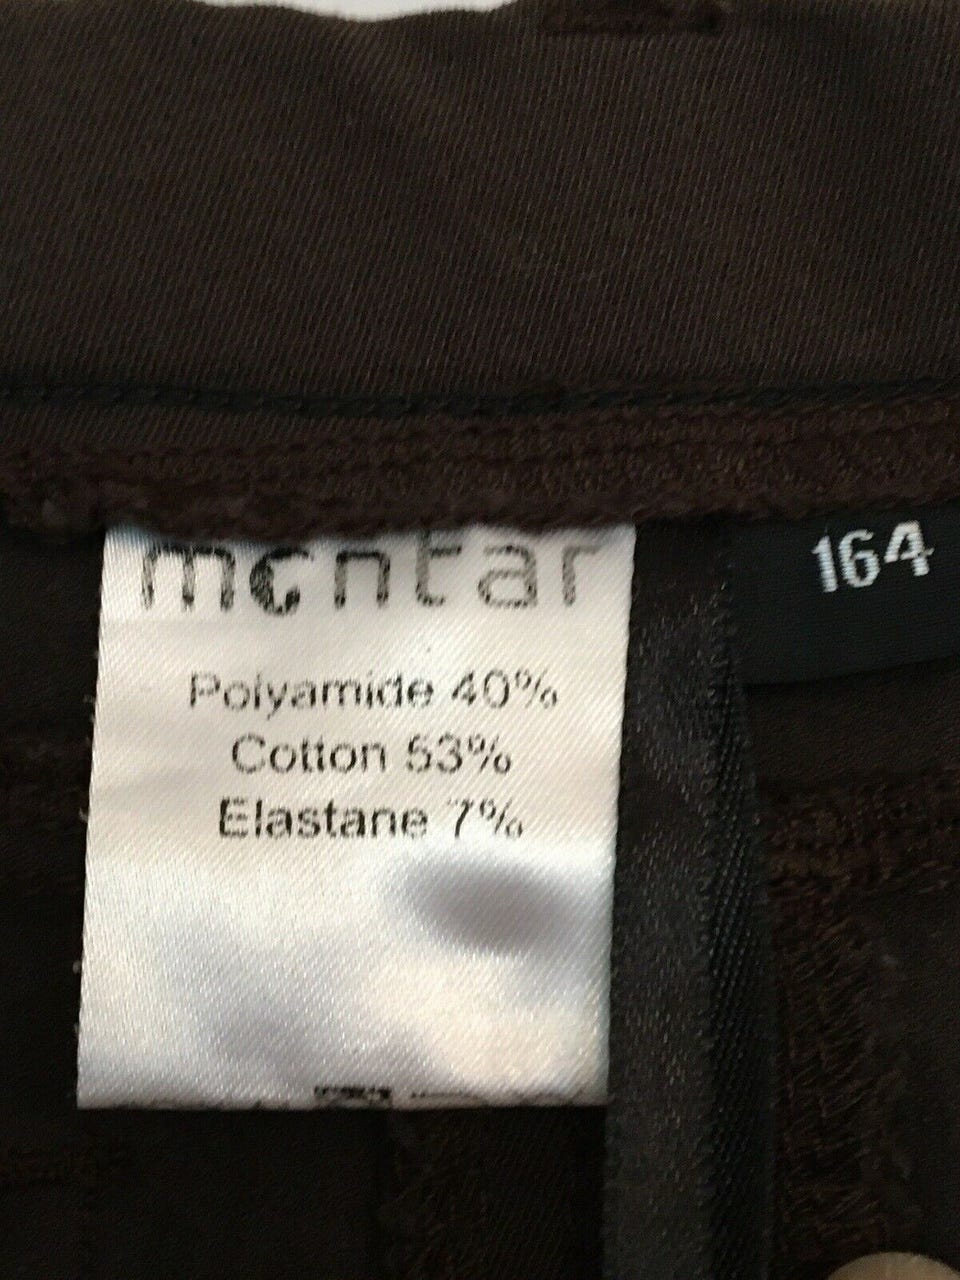 montar
164
Polyamide 40%
Cotton 53%
Elastane 7%